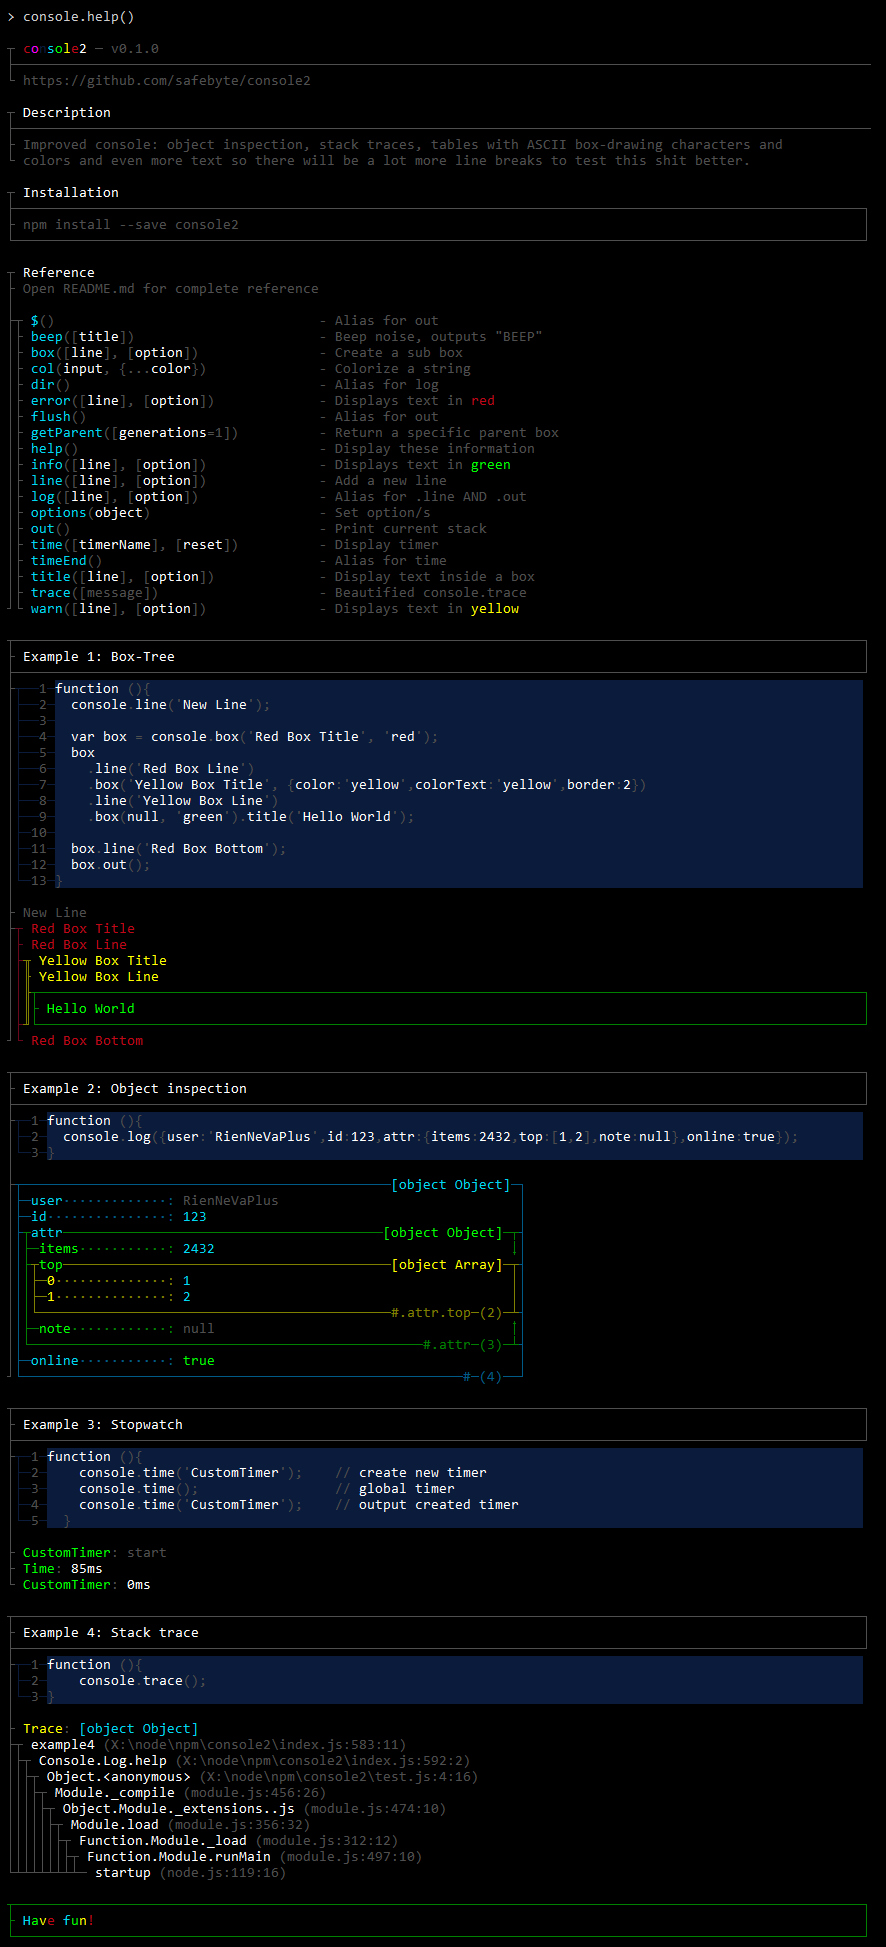 > console.help()
console2 — v0.1.0
https://github.com/safebyte/console2
Description
Improved console: object inspection, stack traces, tables with ASCII box-drawing characters and
colors and even more text so there will be a lot more line breaks to test this shit better.
Installation
npm install --save console2
Reference
Open README.md for complete reference
$() - Alias for out
beep([title]) - Beep noise, outputs "BEEP"
box([line], [option]) - Create a sub box
col(input, {...color}) - Colorize a string
dir() - Alias for log
error([line], [option]) - Displays text in red
flush() - Alias for out
getParent([generations=1]) - Return a specific parent box
help() - Display these information
info([line], [option]) - Displays text in green
line([line], [option]) - Add a new line
log([line], [option]) - Alias for .line AND .out
options(object) - Set option/s
out() - Print current stack
time([timerName], [reset]) - Display timer
timeEnd() - Alias for time
title([line], [option]) - Display text inside a box
trace([message]) - Beautified console.trace
warn([line], [option]) - Displays text in yellow
Example 1: Box-Tree
1 function (){
2 console.line('New Line');
3
4 var box = console.box('Red Box Title', 'red');
5 box
6 .line('Red Box Line')
7 .box('Yellow Box Title', {color:'yellow',colorText:'yellow',border:2})
8 .line('Yellow Box Line')
9 .box(null, 'green').title('Hello World');
10
11 box.line('Red Box Bottom');
12 box.out();
13 }
New Line
Red Box Title
Red Box Line
Yellow Box Title
Yellow Box Line
Hello World
Red Box Bottom
Example 2: Object inspection
1 function (){
2 console.log({user:'RienNeVaPlus',id:123,attr:{items:2432,top:[1,2],note:null},online:true});
3 }
[object Object]
user·············: RienNeVaPlus
id···············: 123
attr [object Object]
items···········: 2432
top [object Array]
0··············: 1
1··············: 2
#.attr.top—(2)
note············: null
#.attr—(3)
online···········: true
#—(4)
Example 3: Stopwatch
1 function (){
2 console.time('CustomTimer'); // create new timer
3 console.time(); // global timer
4 console.time('CustomTimer'); // output created timer
5 }
CustomTimer: start
Time: 85ms
CustomTimer: 0ms
Example 4: Stack trace
1 function (){
2 console.trace();
3 }
Trace: [object Object]
example4 (X:\node\npm\console2\index.js:583:11)
Console.Log.help (X:\node\npm\console2\index.js:592:2)
Object.<anonymous> (X:\node\npm\console2\test.js:4:16)
Module._compile (module.js:456:26)
Object.Module._extensions..js (module.js:474:10)
Module.load (module.js:356:32)
Function.Module._load (module.js:312:12)
Function.Module.runMain (module.js:497:10)
startup (node.js:119:16)
Have fun!